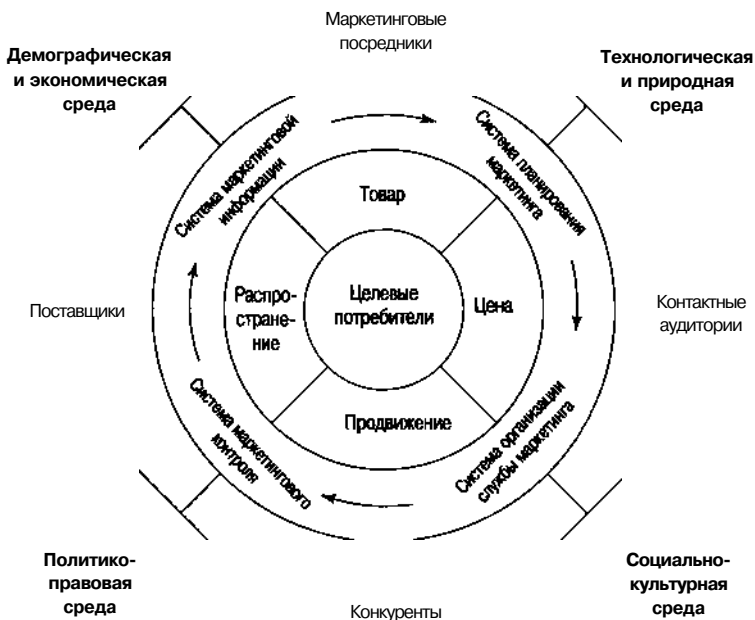 Маркетинговые
посредники
Демографическая
и экономическая
среда
Технологическая
и природная
среда
Система маркетинговой
информации
Система планирования
маркетинга
Товар
Поставщики
Распро-
стране-
ние
Целевые
потребители
Цена
Контактные
аудитории
Продвижение
Система маркетингового
контроля
Система организации
службы маркетинга
Политико-
правовая
среда
Конкуренты
Социально-
культурная
среда